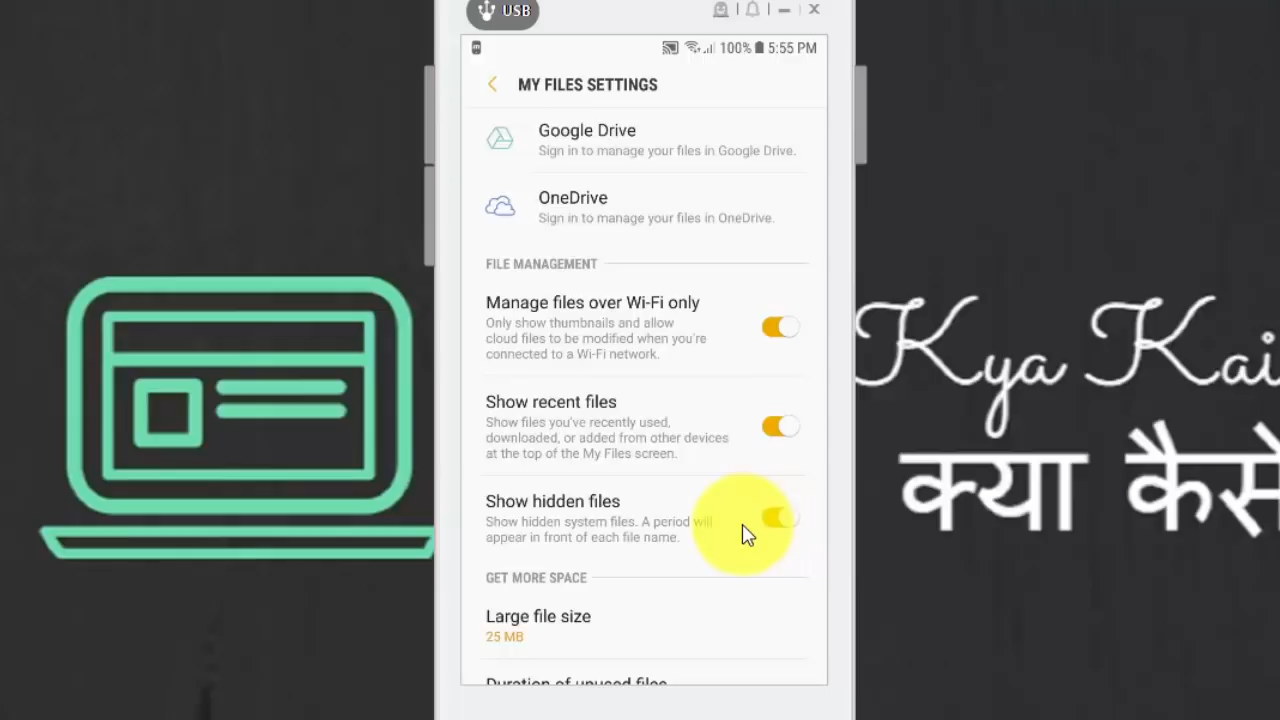 USB
100% 5:55 PM
MY FILES SETTINGS
Google Drive
Sign in to manage your files in Google Drive.
OneDrive
Sign in to manage your files in OneDrive.
FILE MANAGEMENT
Manage files over Wi-Fi only
Only show thumbnails and allow
cloud files to be modified when you're
connected to a Wi-Fi network.
Show recent files
Show files you've recently used,
downloaded, or added from other devices
at the top of the My Files screen.
Show hidden files
Show hidden system files. A period will
appear in front of each file name.
GET MORE SPACE
Large file size
25 MB
Duration of unused files
Kya Kai
क्या कैसे